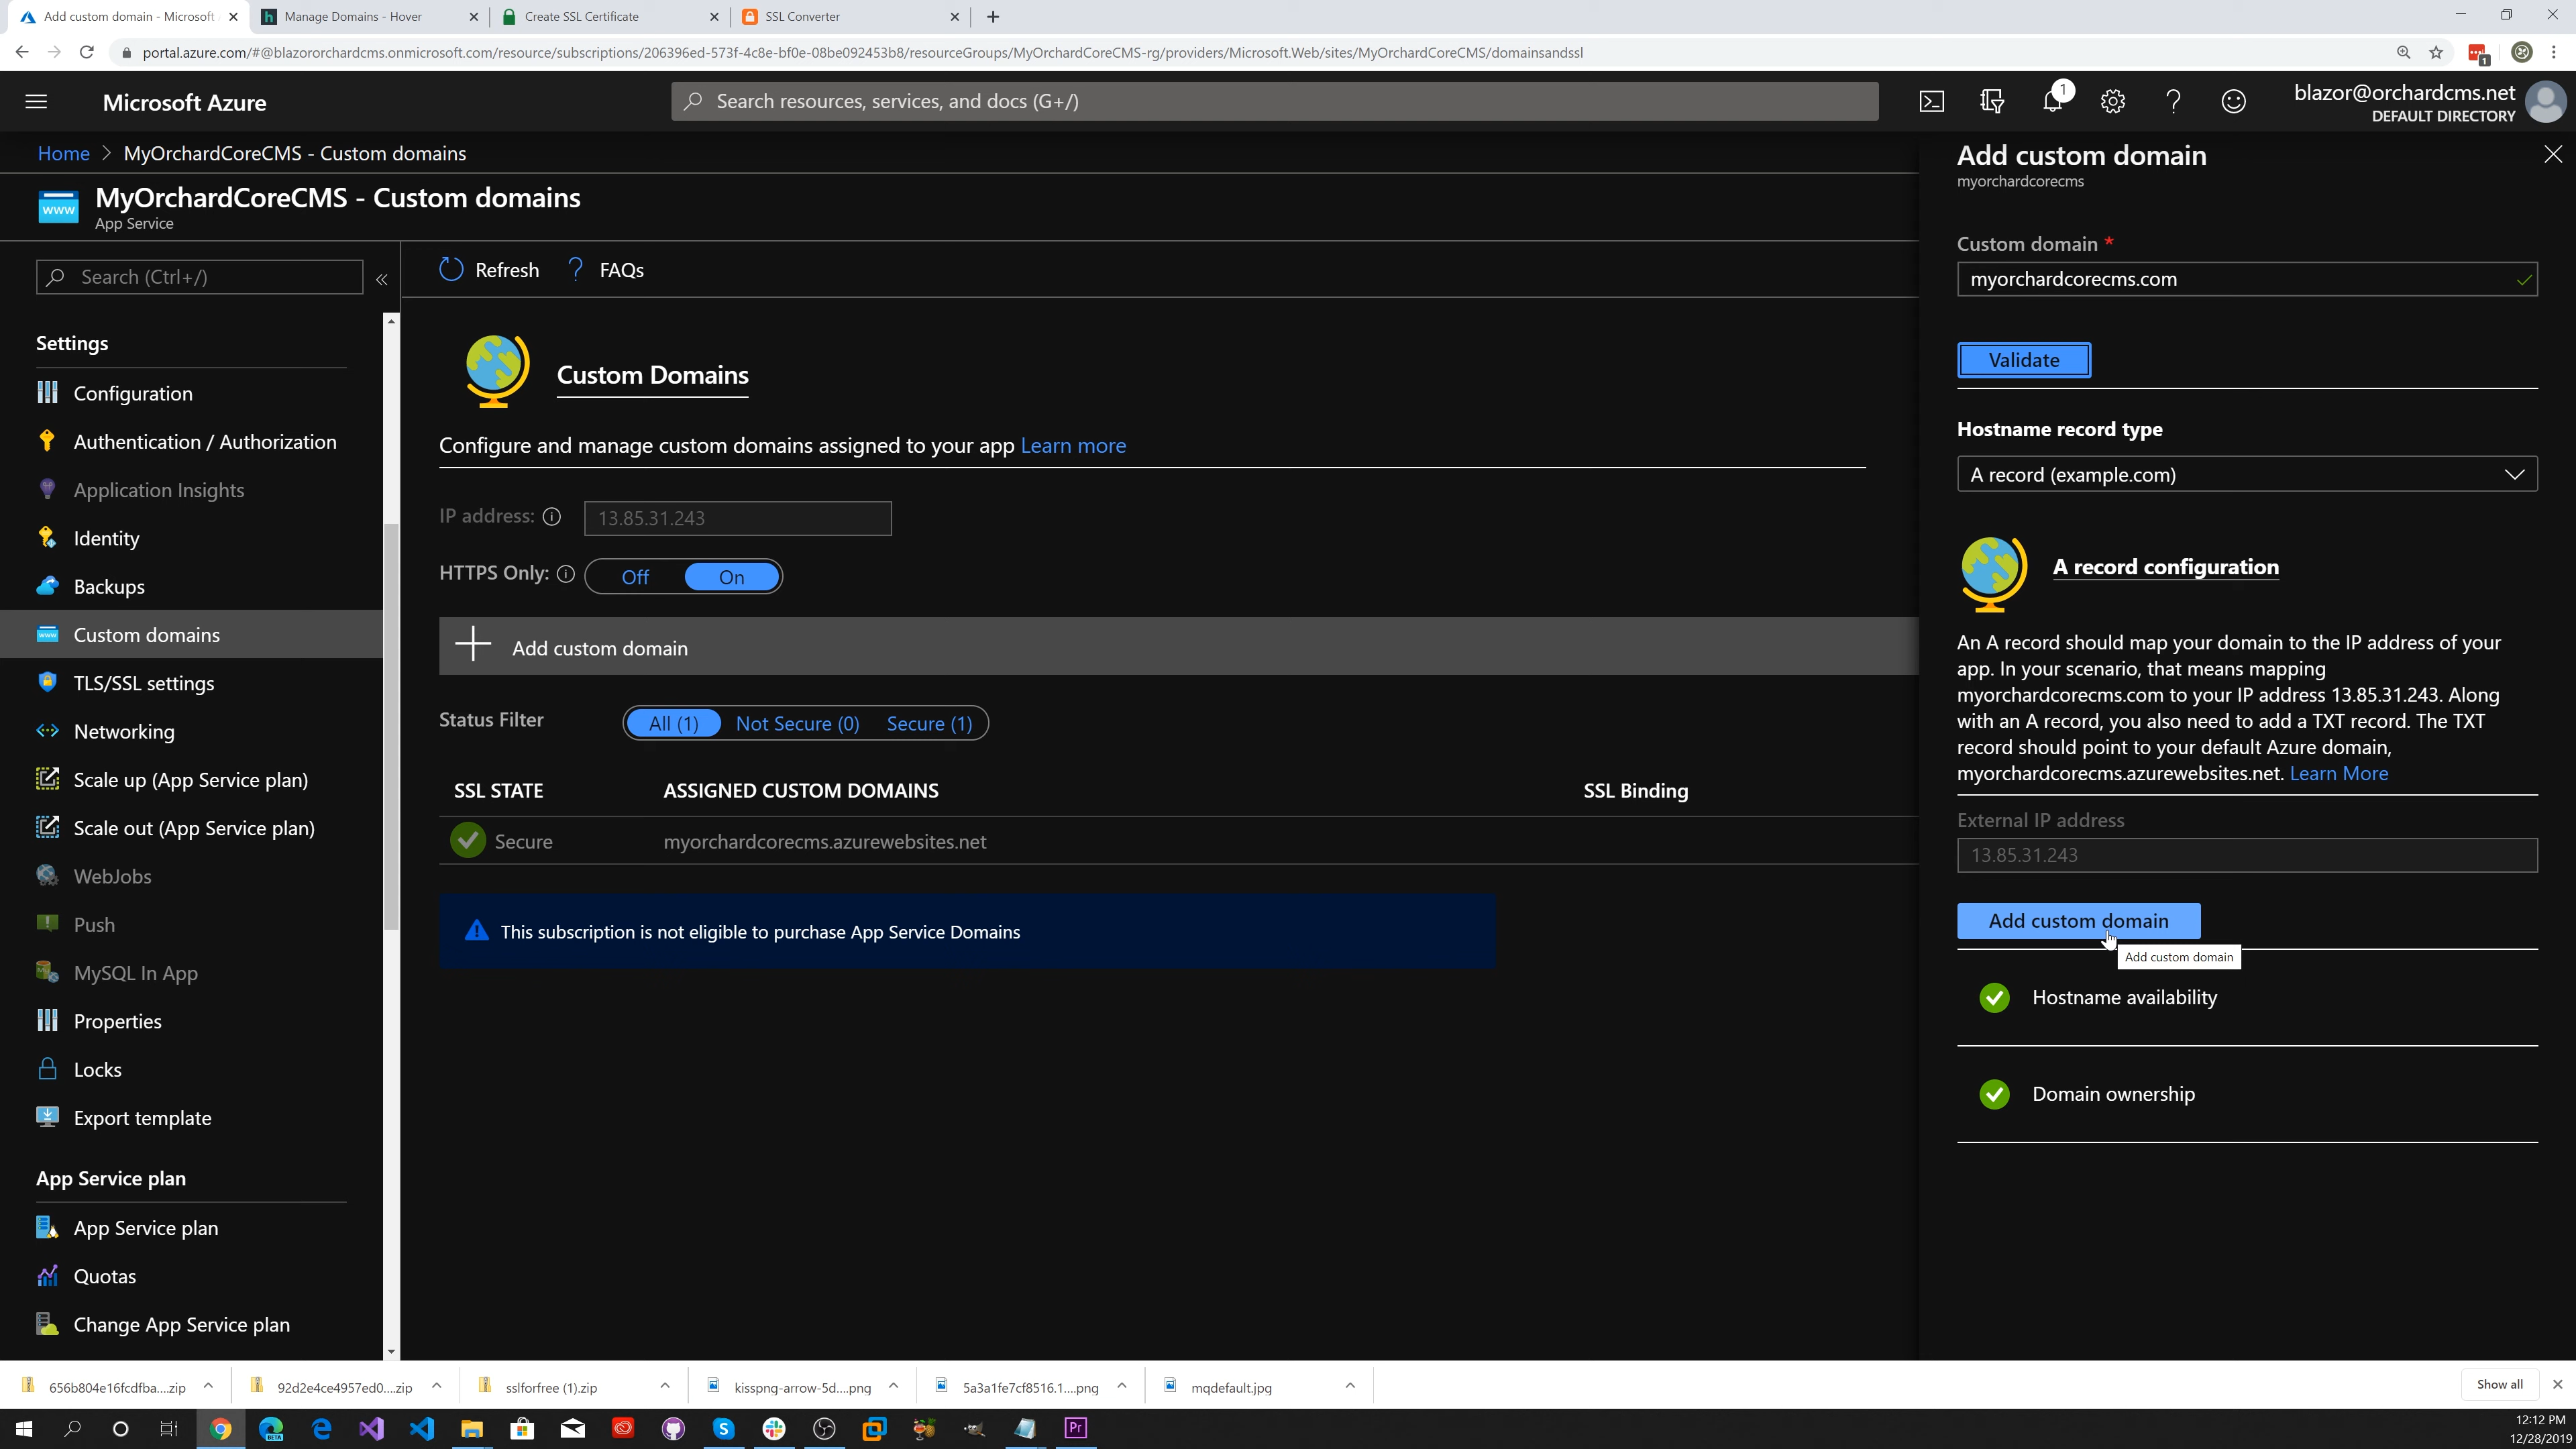 Add custom domain - Microsoft
Manage Domains - Hover
Create SSL Certificate
SSL Converter
portal.azure.com/#@blazororchardcms.onmicrosoft.com/resource/subscriptions/206396ed-573f-4c8e-bf0e-08be092453b8/resourceGroups/MyOrchardCoreCMS-rg/providers/Microsoft.Web/sites/MyOrchardCoreCMS/domainsandssl
1
Microsoft Azure
Search resources, services, and docs (G+/)
1
blazor@orchardcms.net
DEFAULT DIRECTORY
Home > MyOrchardCoreCMS - Custom domains
MyOrchardCoreCMS - Custom domains
App Service
Search (Ctrl+/)
«
Settings
Configuration
Authentication / Authorization
Application Insights
Identity
Backups
Custom domains
TLS/SSL settings
Networking
Scale up (App Service plan)
Scale out (App Service plan)
WebJobs
Push
MySQL In App
Properties
Locks
Export template
App Service plan
App Service plan
Quotas
Change App Service plan
Refresh
? FAQs
Custom Domains
Configure and manage custom domains assigned to your app Learn more
IP address:
13.85.31.243
HTTPS Only:
Off
On
Add custom domain
Status Filter
All (1)
Not Secure (0)
Secure (1)
SSL STATE
ASSIGNED CUSTOM DOMAINS
SSL Binding
Secure
myorchardcorecms.azurewebsites.net
This subscription is not eligible to purchase App Service Domains
Add custom domain
myorchardcorecms
Custom domain *
myorchardcorecms.com
Validate
Hostname record type
A record (example.com)
A record configuration
An A record should map your domain to the IP address of your
app. In your scenario, that means mapping
myorchardcorecms.com to your IP address 13.85.31.243. Along
with an A record, you also need to add a TXT record. The TXT
record should point to your default Azure domain,
myorchardcorecms.azurewebsites.net. Learn More
External IP address
13.85.31.243
Add custom domain
Add custom domain
Hostname availability
Domain ownership
656b804e16fcdfba....zip
92d2e4ce4957ed0....zip
sslforfree (1).zip
kisspng-arrow-5d....png
5a3a1fe7cf8516.1....png
mqdefault.jpg
Show all
BETA
Pr
12:12 PM
12/28/2019